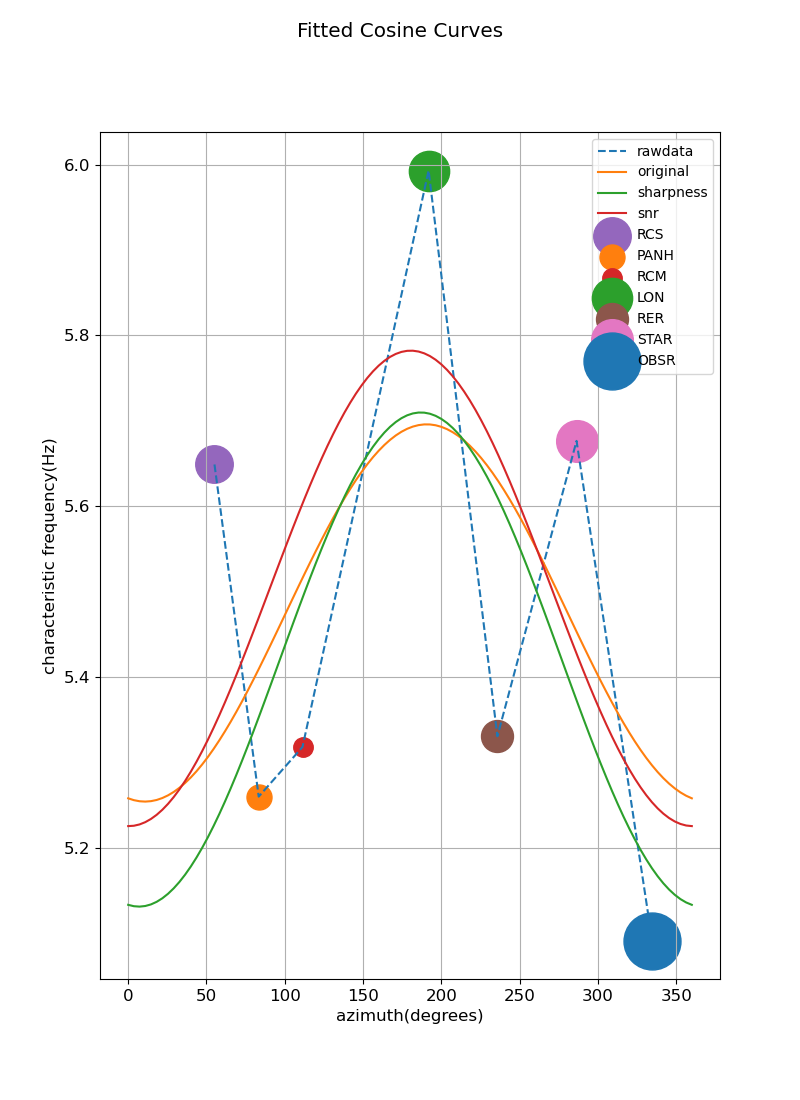 Fitted Cosine Curves
6.0
5.8
5.6
5.4
5.2
characteristic frequency(Hz)
0 50 100 150 200 250 300 350
azimuth(degrees)
rawdata
original
sharpness
snr
RCS
PANH
RCM
LON
RER
STAR
OBSR